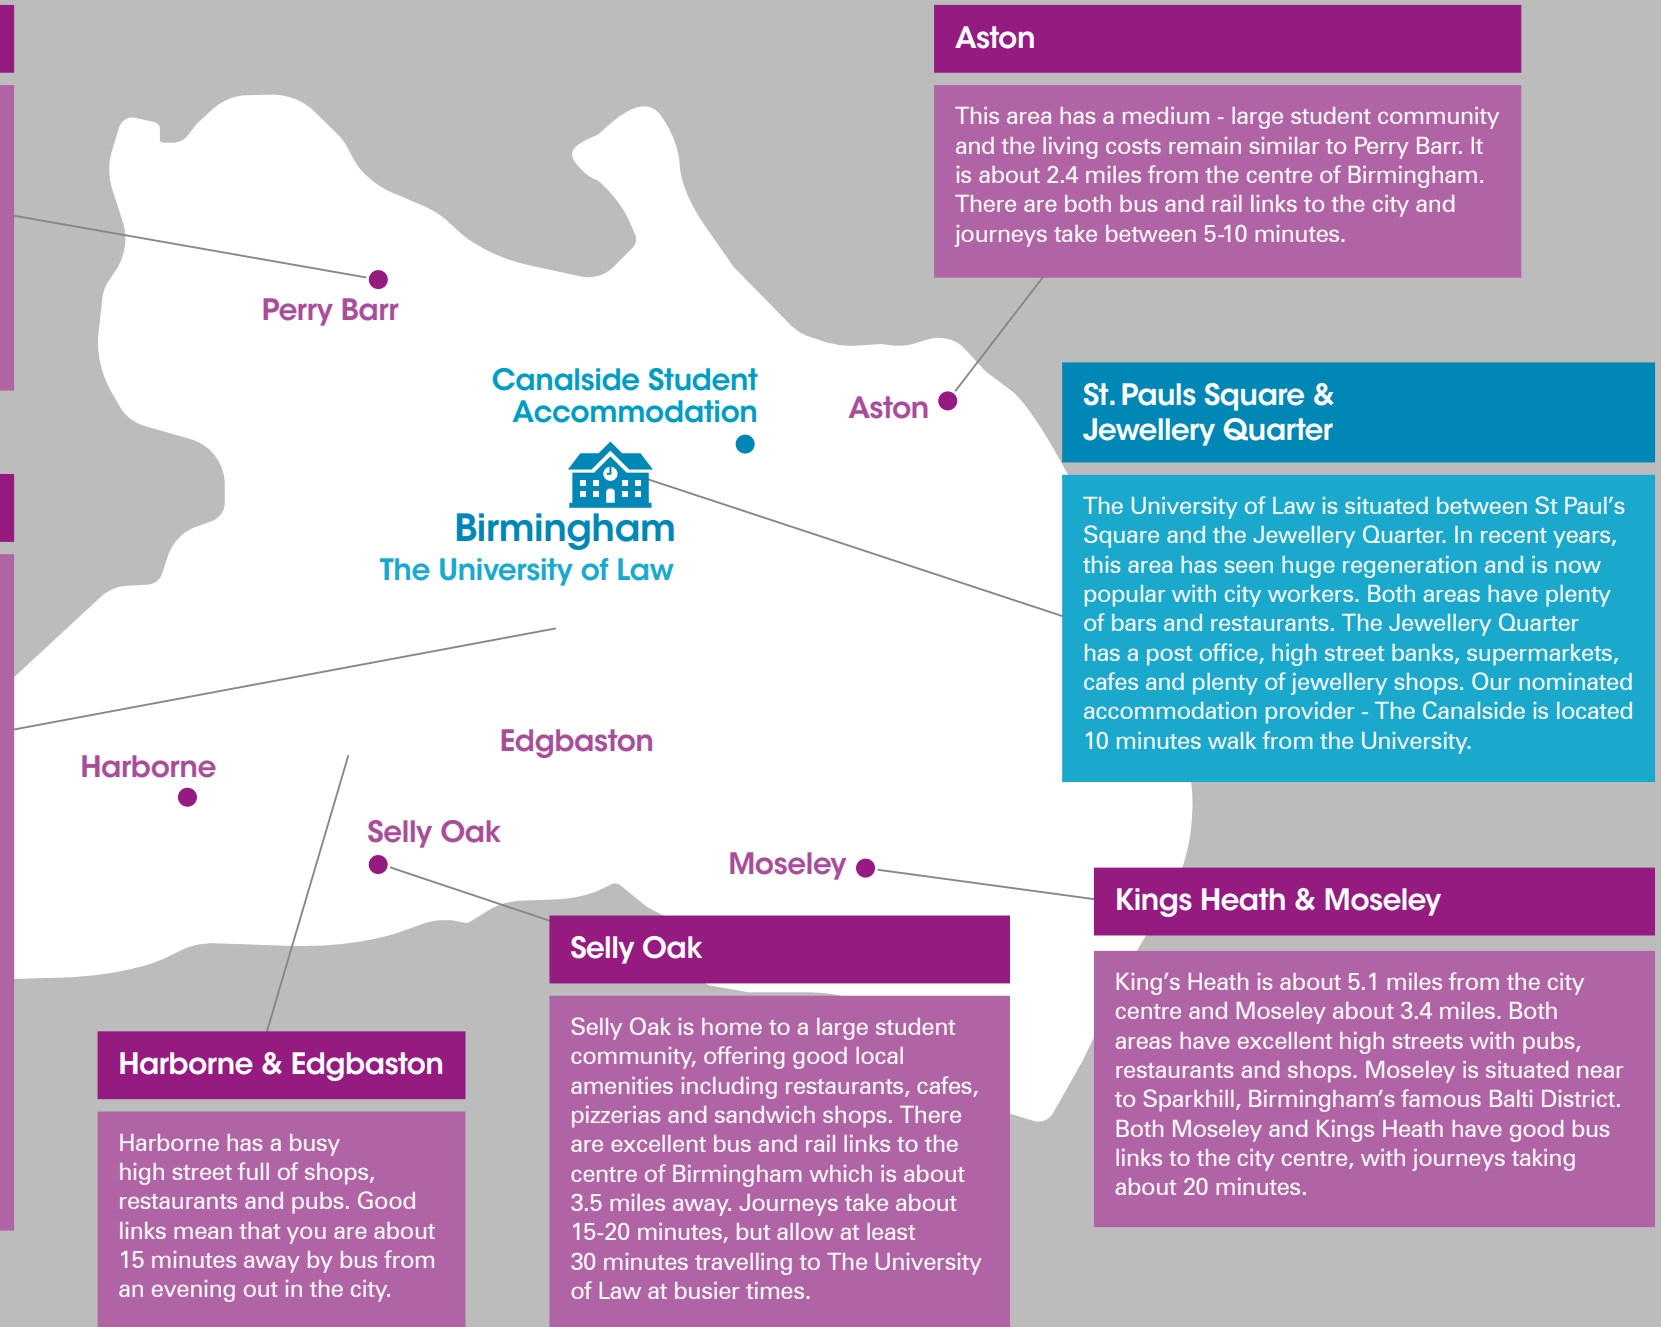 Aston
This area has a medium - large student community
and the living costs remain similar to Perry Barr. It
is about 2.4 miles from the centre of Birmingham.
There are both bus and rail links to the city and
journeys take between 5-10 minutes.
Perry Barr
Canalside Student
Accommodation
Aston
Birmingham
The University of Law
St. Pauls Square &
Jewellery Quarter
The University of Law is situated between St Paul's
Square and the Jewellery Quarter. In recent years,
this area has seen huge regeneration and is now
popular with city workers. Both areas have plenty
of bars and restaurants. The Jewellery Quarter
has a post office, high street banks, supermarkets,
cafes and plenty of jewellery shops. Our nominated
accommodation provider - The Canalside is located
10 minutes walk from the University.
Edgbaston
Harborne
Selly Oak
Moseley
Kings Heath & Moseley
King's Heath is about 5.1 miles from the city
centre and Moseley about 3.4 miles. Both
areas have excellent high streets with pubs,
restaurants and shops. Moseley is situated near
to Sparkhill, Birmingham's famous Balti District.
Both Moseley and Kings Heath have good bus
links to the city centre, with journeys taking
about 20 minutes.
Selly Oak
Selly Oak is home to a large student
community, offering good local
amenities including restaurants, cafes,
pizzerias and sandwich shops. There
are excellent bus and rail links to the
centre of Birmingham which is about
3.5 miles away. Journeys take about
15-20 minutes, but allow at least
30 minutes travelling to The University
of Law at busier times.
Harborne & Edgbaston
Harborne has a busy
high street full of shops,
restaurants and pubs. Good
links mean that you are about
15 minutes away by bus from
an evening out in the city.